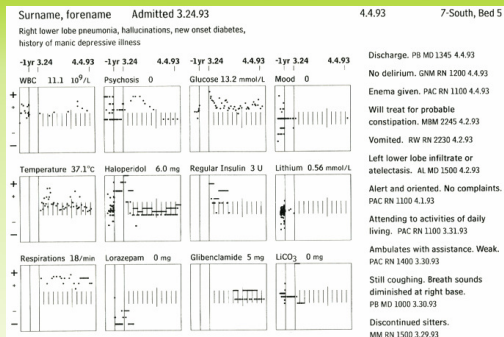 Surname, forename Admitted 3.24.93 4.4.93 7-South, Bed 5
Right lower lobe pneumonia, hallucinations, new onset diabetes,
history of manic depressive illness
-1yr 3.24 4.4.93 -1yr 3.24 4.4.93 -1yr 3.24 4.4.93 -1yr 3.24 4.4.93
WBC 11.1 10⁹/L Psychosis 0 Glucose 13.2 mmol/L Mood 0
+ 
–
Temperature 37.1°C Haloperidol 6.0 mg Regular Insulin 3 U Lithium 0.56 mmol/L
+
–
Respirations 18/min Lorazepam 0 mg Glibenclamide 5 mg LiCO₃ 0 mg
+
–
Discharge. PB MD 1345 4.4.93
No delirium. GNM RN 1200 4.4.93
Enema given. PAC RN 1100 4.4.93
Will treat for probable
constipation. MBM 2245 4.2.93
Vomited. RW RN 2230 4.2.93
Left lower lobe infiltrate or
atelectasis. AL MD 1500 4.2.93
Alert and oriented. No complaints.
PAC RN 1100 4.1.93
Attending to activities of daily
living. PAC RN 1100 3.31.93
Ambulates with assistance. Weak.
PAC RN 1400 3.30.93
Still coughing. Breath sounds
diminished at right base.
PB MD 1000 3.30.93
Discontinued sitters.
MM RN 1500 3.29.93